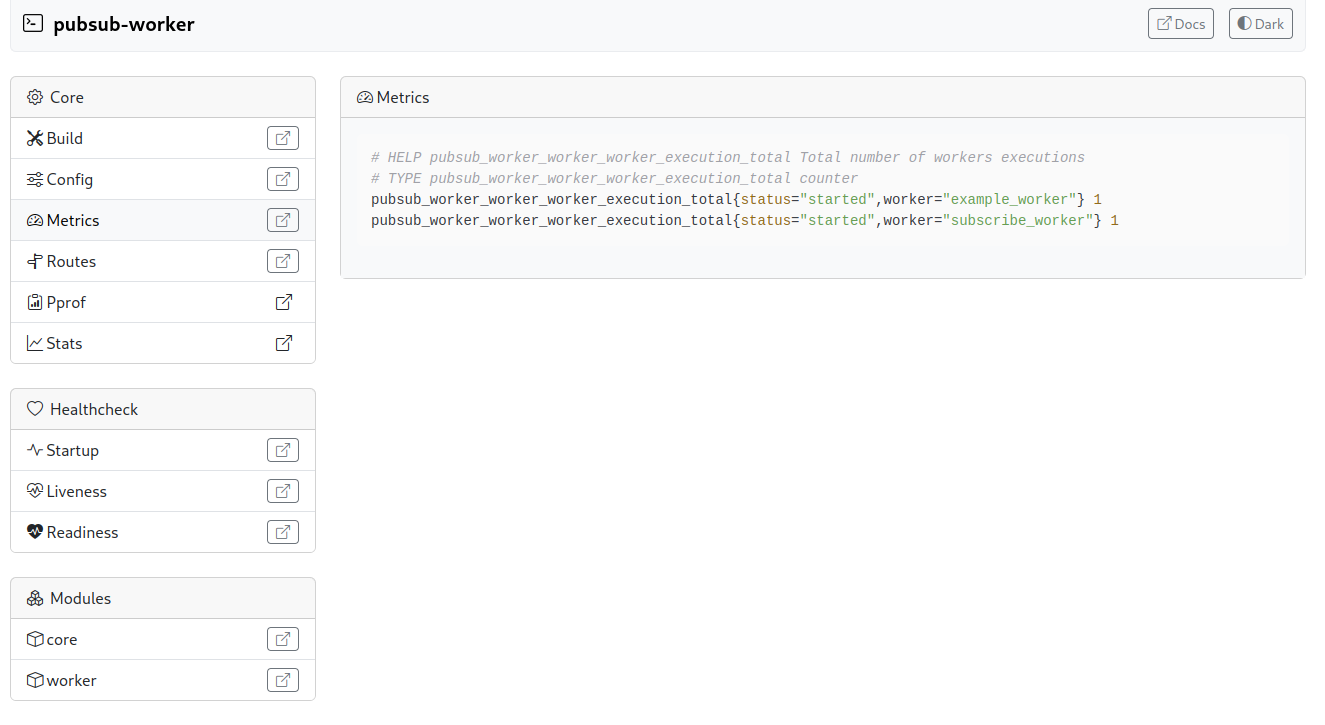 pubsub-worker
Docs
Dark
Core
Build
Config
Metrics
Routes
Pprof
Stats
Healthcheck
Startup
Liveness
Readiness
Modules
core
worker
Metrics
# HELP pubsub_worker_worker_worker_execution_total Total number of workers executions
# TYPE pubsub_worker_worker_worker_execution_total counter
pubsub_worker_worker_worker_execution_total{status="started",worker="example_worker"} 1
pubsub_worker_worker_worker_execution_total{status="started",worker="subscribe_worker"} 1